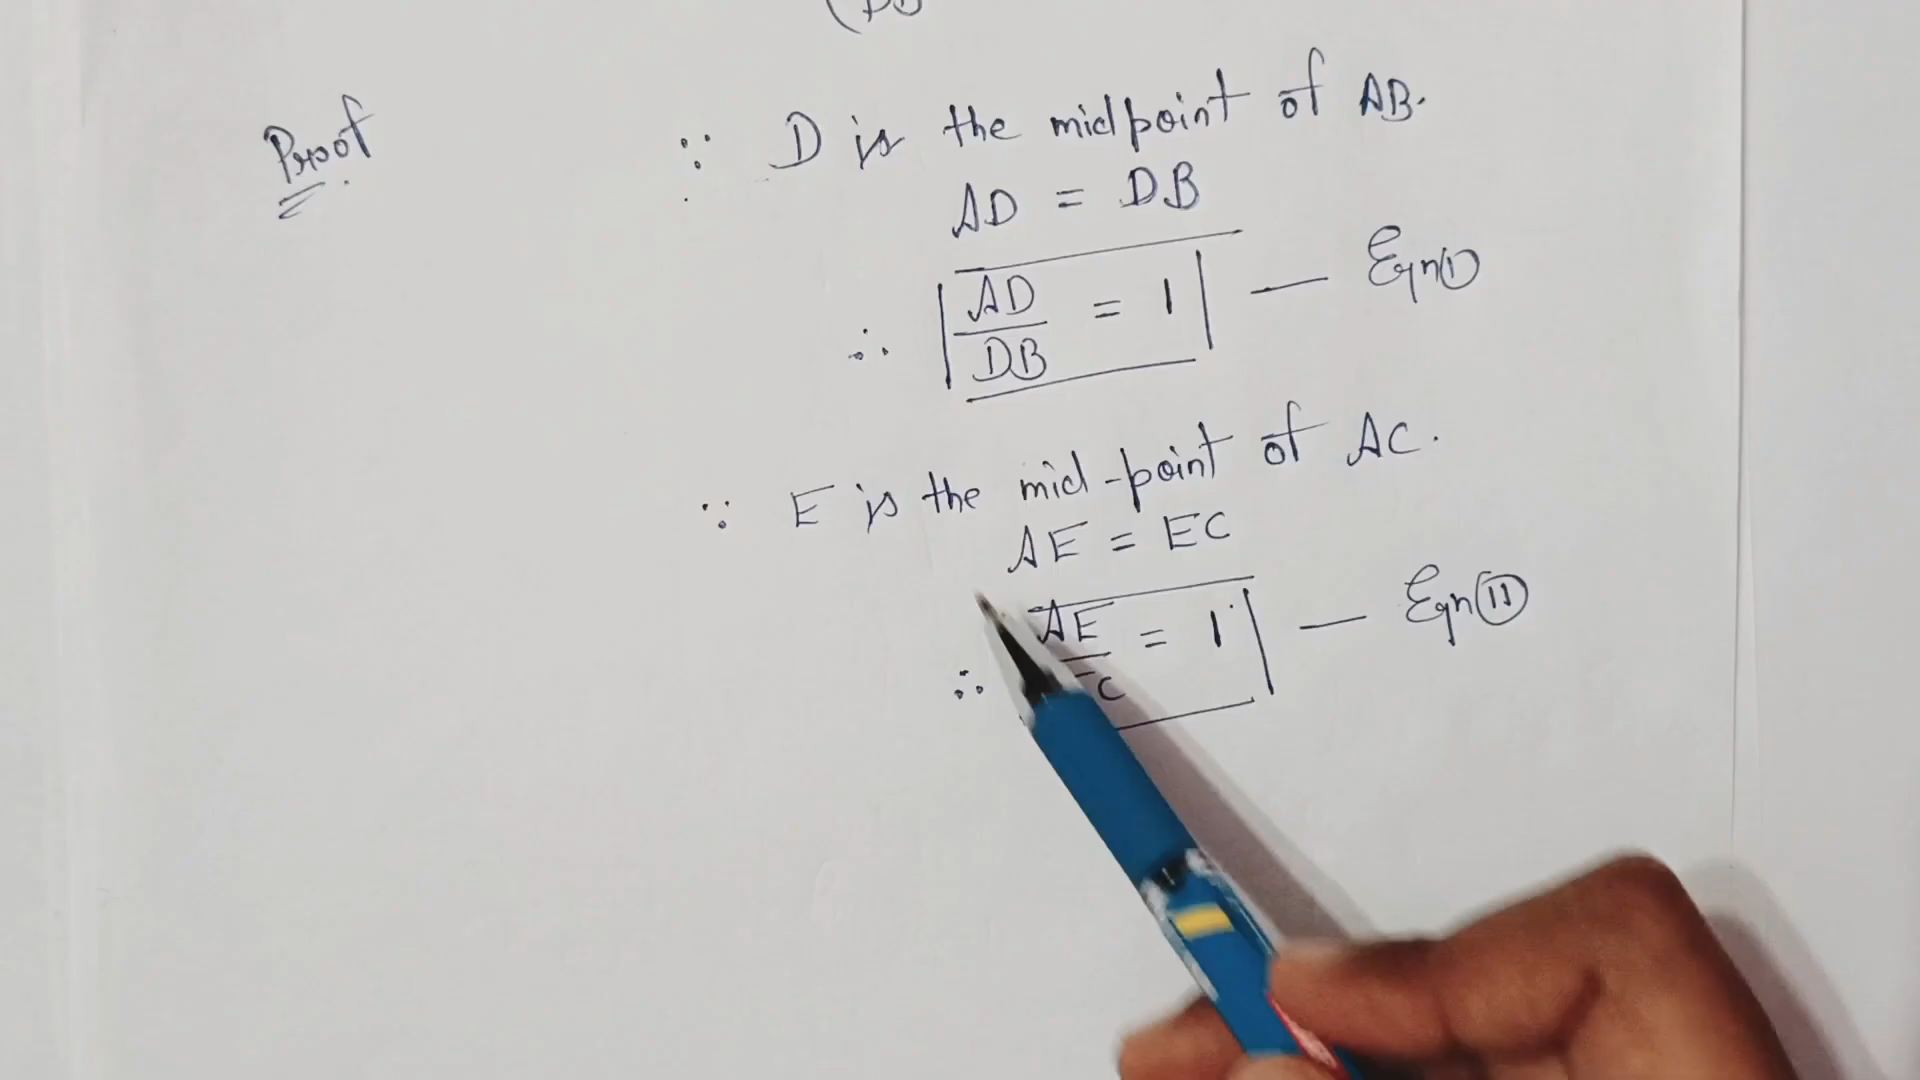 Proof
∵ D is the midpoint of AB.
AD = DB
∴ AD/DB = 1 — Eqn(I)
∵ E is the mid-point of AC.
AE = EC
∴ AE/EC = 1 — Eqn(II)